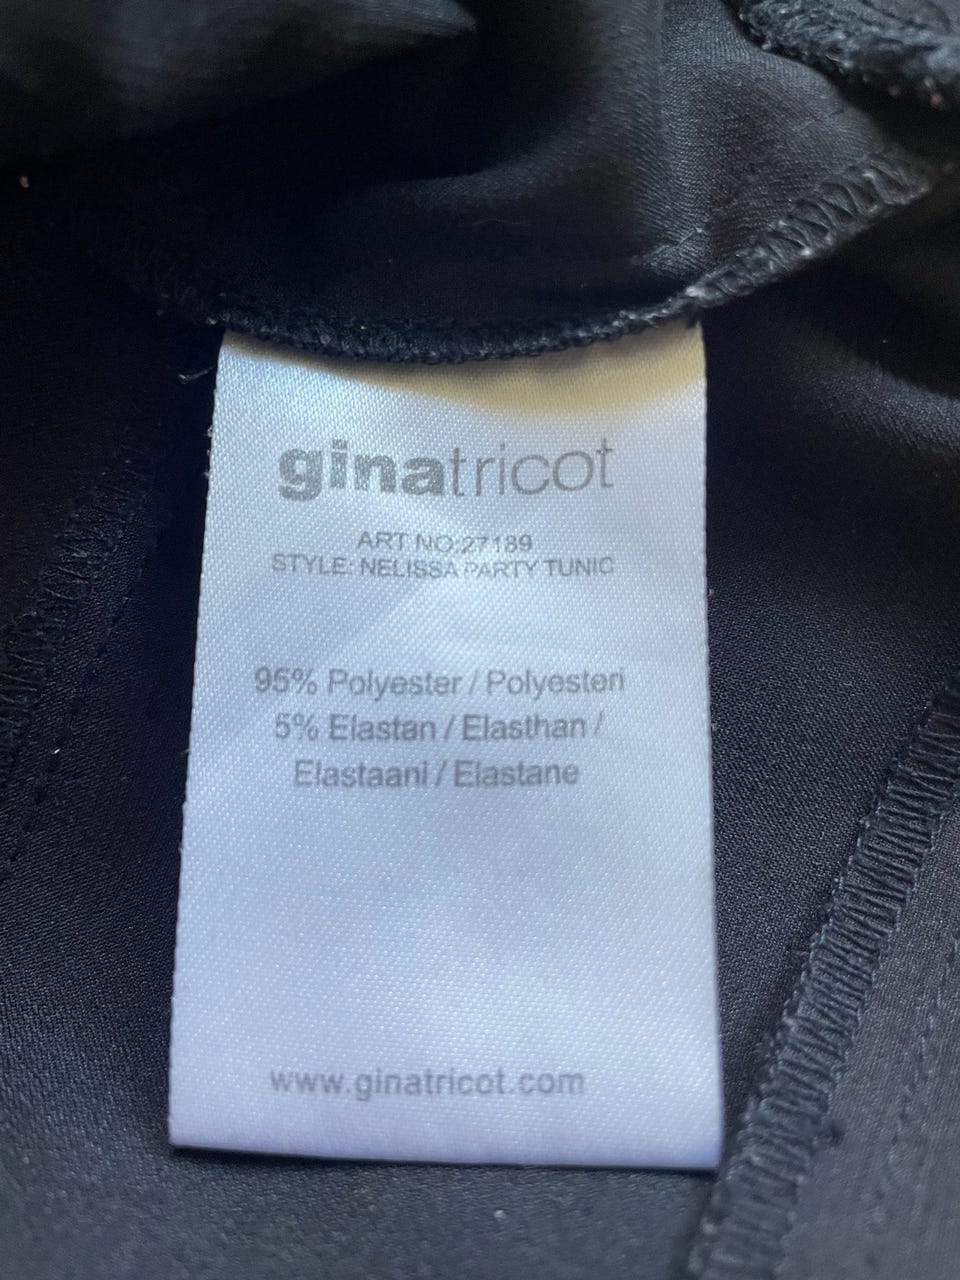 ginatricot
ART NO:27189
STYLE: NELISSA PARTY TUNIC
95% Polyester / Polyesteri
5% Elastan / Elasthan /
Elastaani / Elastane
www.ginatricot.com